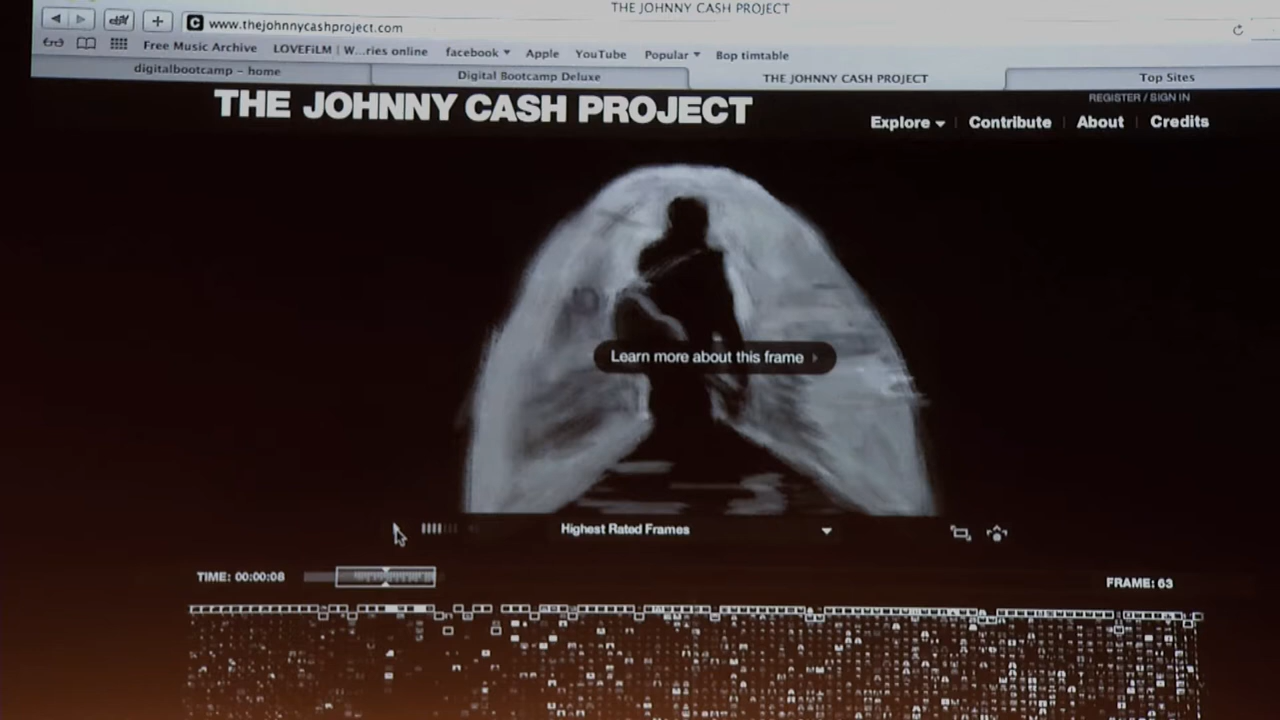 THE JOHNNY CASH PROJECT
www.thejohnnycashproject.com
Free Music Archive LOVEFiLM | W...ries online facebook Apple YouTube Popular Bop timtable
digitalbootcamp – home Digital Bootcamp Deluxe THE JOHNNY CASH PROJECT Top Sites
REGISTER / SIGN IN
THE JOHNNY CASH PROJECT
Explore Contribute About Credits
Learn more about this frame
Highest Rated Frames
TIME: 00:00:08 FRAME: 63